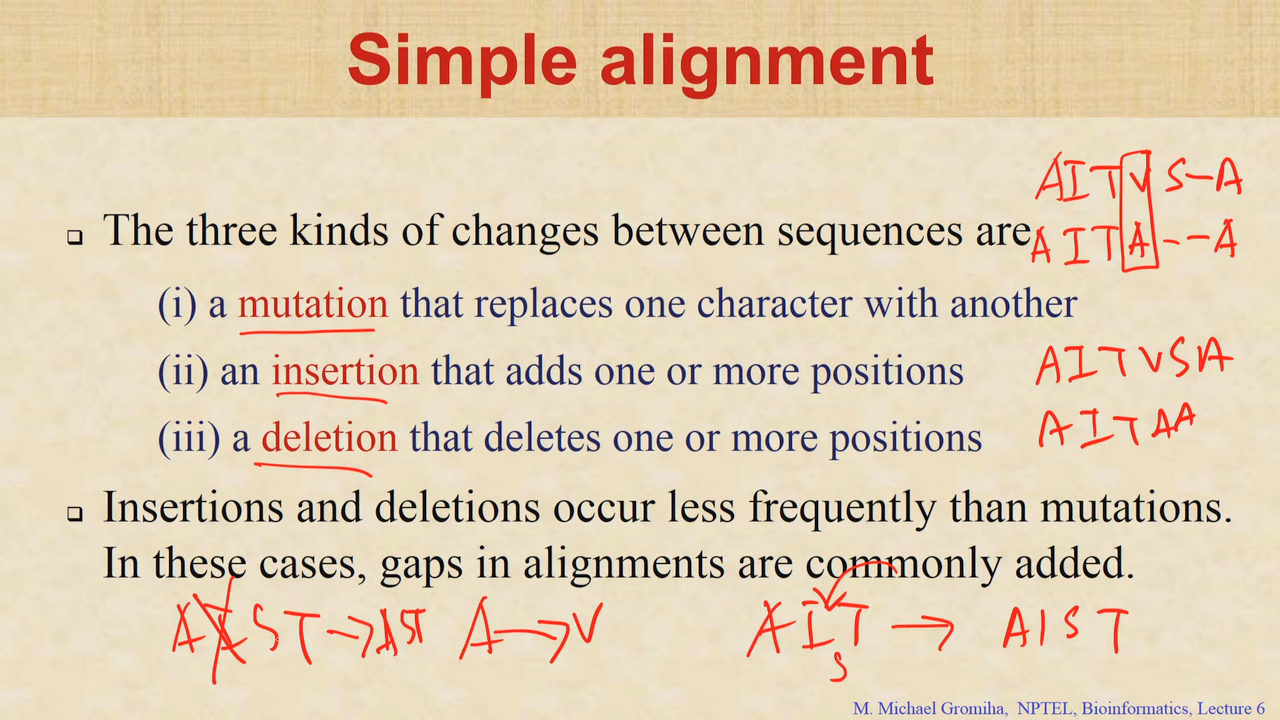 Simple alignment
AITVS-A
The three kinds of changes between sequences are
AITA--A
(i) a mutation that replaces one character with another
(ii) an insertion that adds one or more positions
AITVSA
(iii) a deletion that deletes one or more positions
AITAA
Insertions and deletions occur less frequently than mutations.
In these cases, gaps in alignments are commonly added.
AIST→AST A→V AIT → AIST
S
M. Michael Gromiha, NPTEL, Bioinformatics, Lecture 6